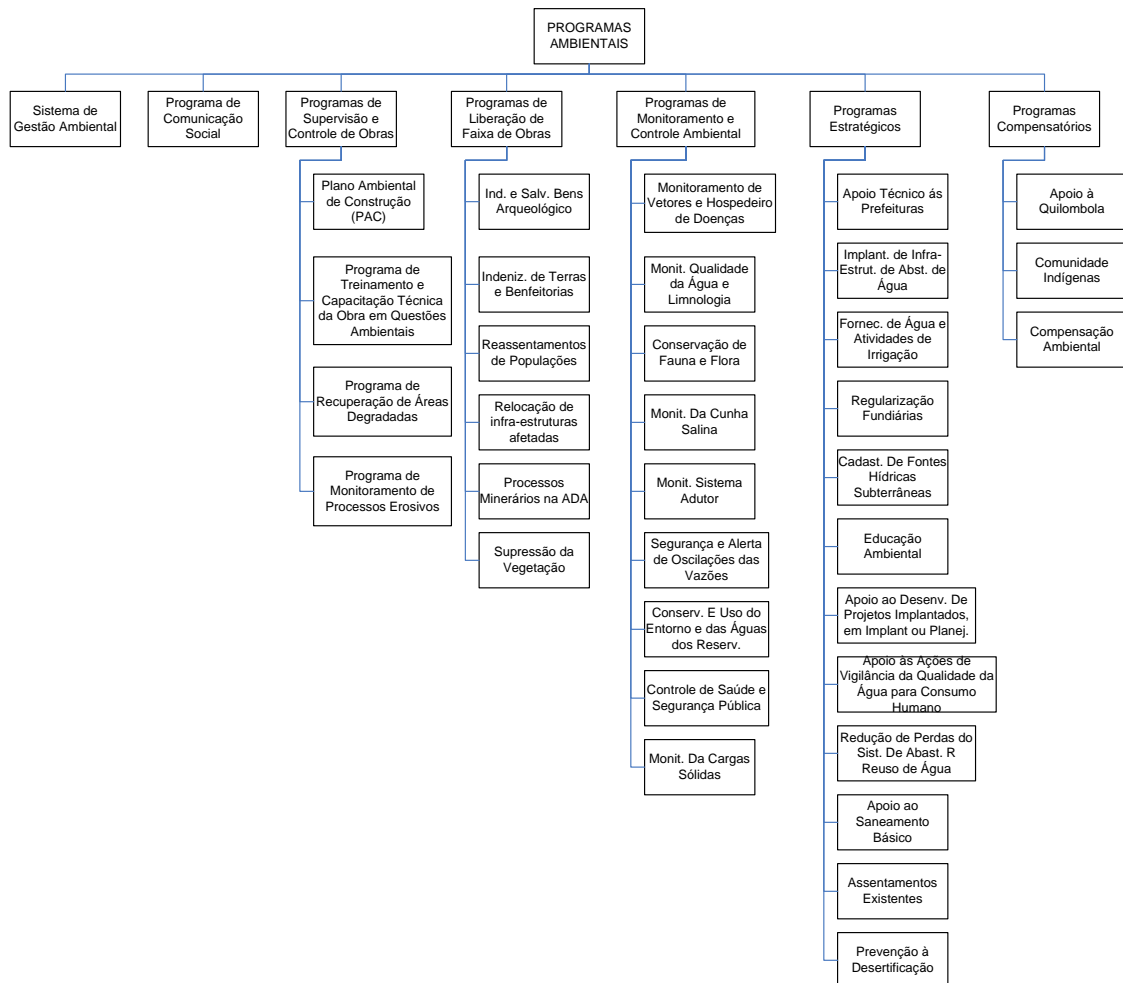 PROGRAMAS
AMBIENTAIS
Sistema de
Gestão Ambiental
Programa de
Comunicação
Social
Programas de
Supervisão e
Controle de Obras
Programas de
Liberação de
Faixa de Obras
Programas de
Monitoramento e
Controle Ambiental
Programas
Estratégicos
Programas
Compensatórios
Plano Ambiental
de Construção
(PAC)
Programa de
Treinamento e
Capacitação Técnica
da Obra em Questões
Ambientais
Programa de
Recuperação de Áreas
Degradadas
Programa de
Monitoramento de
Processos Erosivos
Ind. e Salv. Bens
Arqueológico
Indeniz. de Terras
e Benfeitorias
Reassentamentos
de Populações
Relocação de
infra-estruturas
afetadas
Processos
Minerários na ADA
Supressão da
Vegetação
Monitoramento de
Vetores e Hospedeiro
de Doenças
Monit. Qualidade
da Água e
Limnologia
Conservação de
Fauna e Flora
Monit. Da Cunha
Salina
Monit. Sistema
Adutor
Segurança e Alerta
de Oscilações das
Vazões
Conserv. E Uso do
Entorno e das Águas
dos Reserv.
Controle de Saúde e
Segurança Pública
Monit. Da Cargas
Sólidas
Apoio Técnico ás
Prefeituras
Implant. de Infra-
Estrut. de Abst. de
Água
Fornec. de Água e
Atividades de
Irrigação
Regularização
Fundiárias
Cadast. De Fontes
Hídricas
Subterrâneas
Educação
Ambiental
Apoio ao Desenv. De
Projetos Implantados,
em Implant ou Planej.
Apoio às Ações de
Vigilância da Qualidade da
Água para Consumo
Humano
Redução de Perdas do
Sist. De Abast. R
Reuso de Água
Apoio ao
Saneamento
Básico
Assentamentos
Existentes
Prevenção à
Desertificação
Apoio à
Quilombola
Comunidade
Indígenas
Compensação
Ambiental